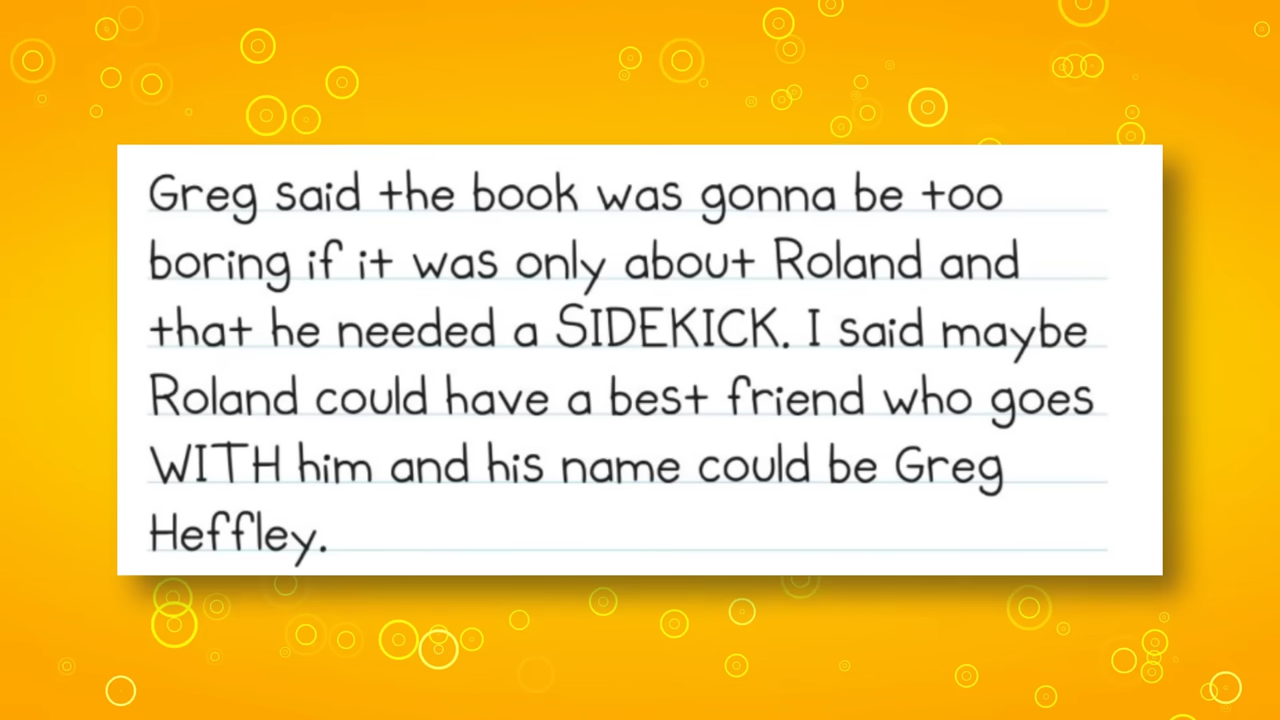 Greg said the book was gonna be too
boring if it was only about Roland and
that he needed a SIDEKICK. I said maybe
Roland could have a best friend who goes
WITH him and his name could be Greg
Heffley.